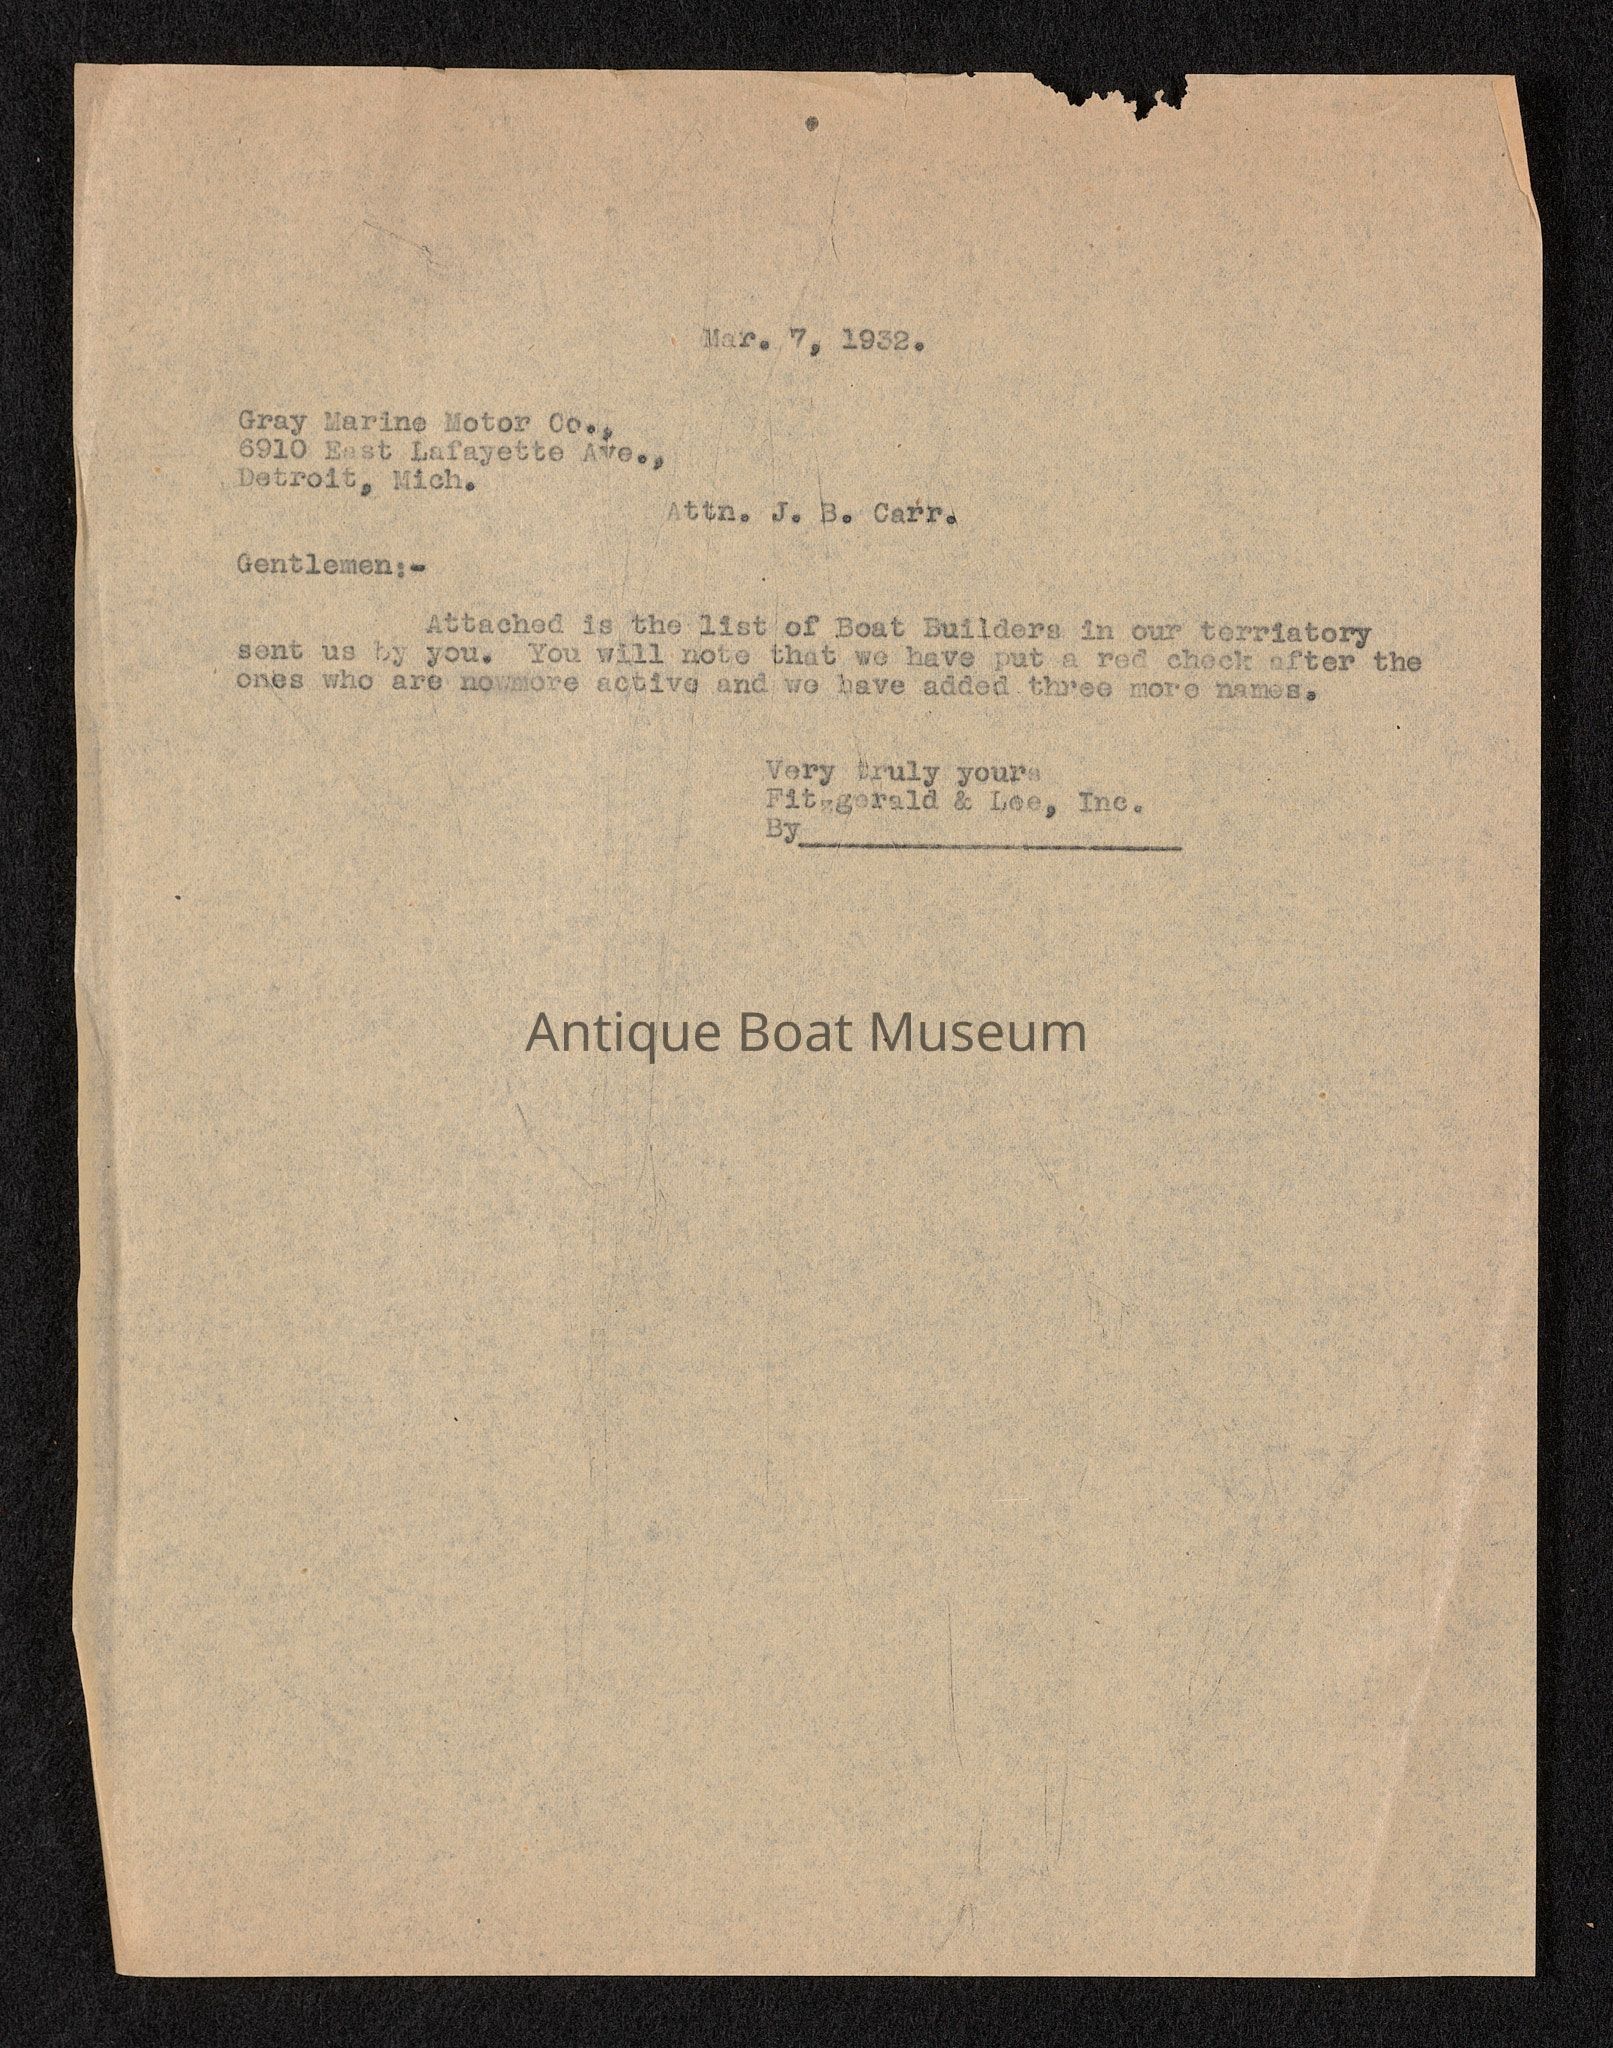 Mar. 7, 1932.
Gray Marine Motor Co.,
6910 East Lafayette Ave.,
Detroit, Mich.
Attn. J. B. Carr.
Gentlemen:-
Attached is the list of Boat Builders in our terriatory
sent us by you. You will note that we have put a red check after the
ones who are nowmore active and we have added three more names.
Very truly yours
Fitzgerald & Lee, Inc.
By
Antique Boat Museum